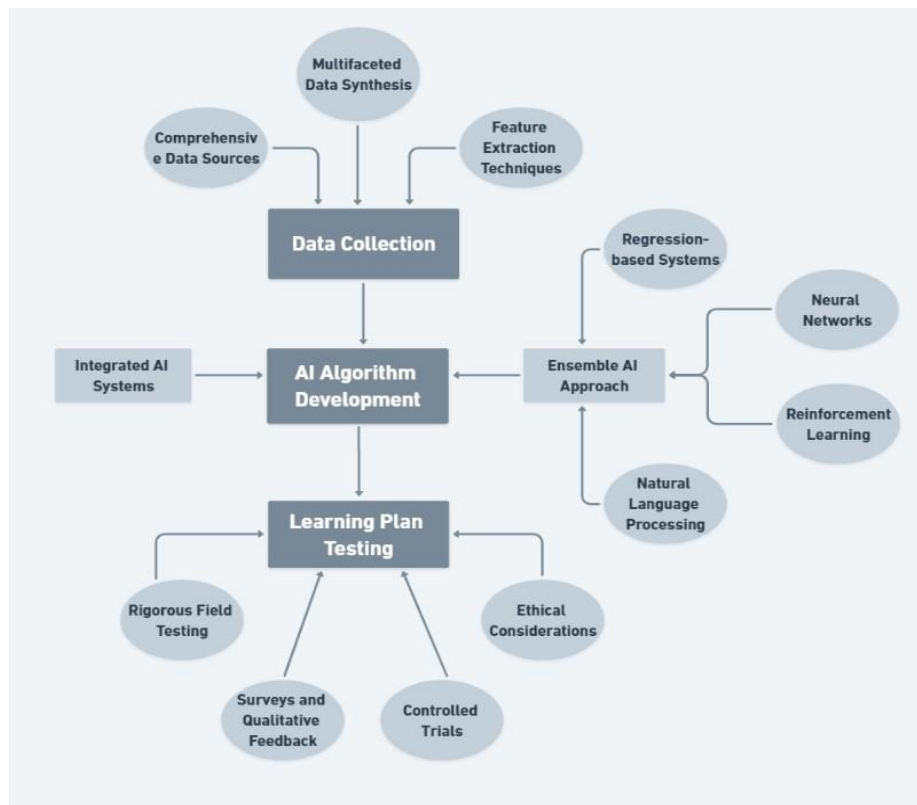 Multifaceted
Data Synthesis
Comprehensiv
e Data Sources
Feature
Extraction
Techniques
Data Collection
Regression-
based Systems
Neural
Networks
Integrated AI
Systems
AI Algorithm
Development
Ensemble AI
Approach
Reinforcement
Learning
Natural
Language
Processing
Learning Plan
Testing
Rigorous Field
Testing
Ethical
Considerations
Surveys and
Qualitative
Feedback
Controlled
Trials